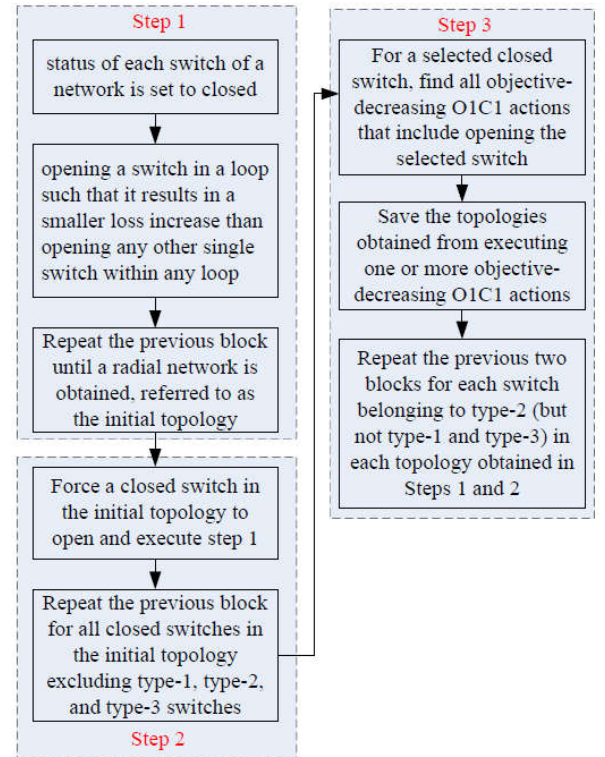 Step 1
status of each switch of a
network is set to closed
opening a switch in a loop
such that it results in a
smaller loss increase than
opening any other single
switch within any loop
Repeat the previous block
until a radial network is
obtained, referred to as
the initial topology
Force a closed switch in
the initial topology to
open and execute step 1
Repeat the previous block
for all closed switches in
the initial topology
excluding type-1, type-2,
and type-3 switches
Step 2
Step 3
For a selected closed
switch, find all objective-
decreasing O1C1 actions
that include opening the
selected switch
Save the topologies
obtained from executing
one or more objective-
decreasing O1C1 actions
Repeat the previous two
blocks for each switch
belonging to type-2 (but
not type-1 and type-3) in
each topology obtained in
Steps 1 and 2